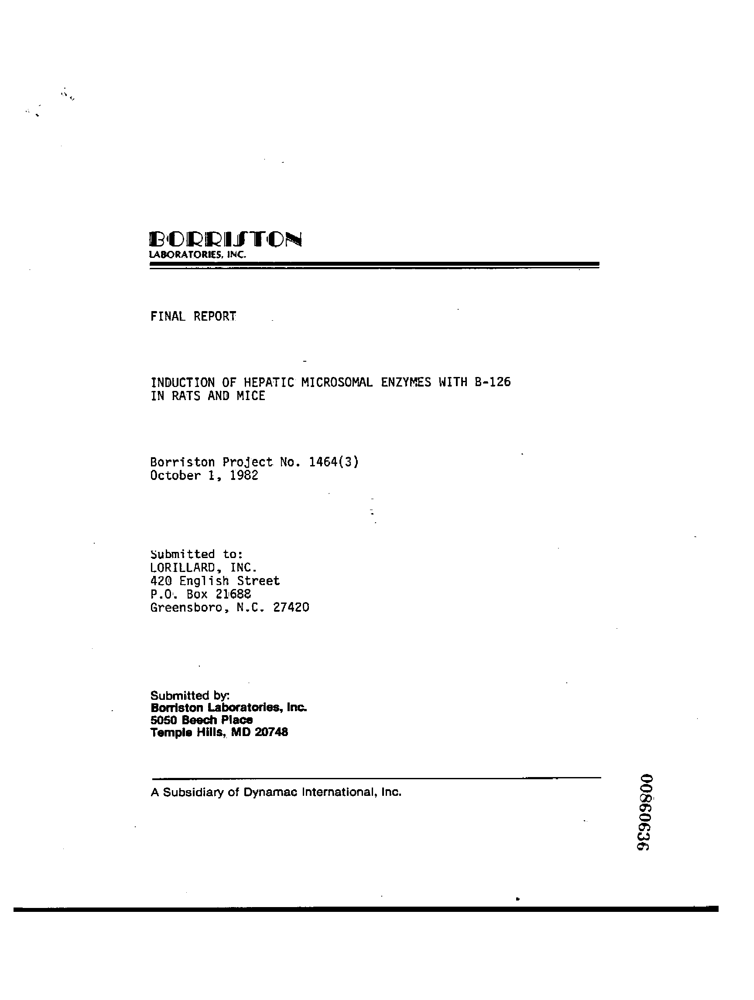 BORRISTON
LABORATORIES, INC.
FINAL REPORT
INDUCTION OF HEPATIC MICROSOMAL ENZYMES WITH B-126
IN RATS AND MICE
Borriston Project No. 1464(3)
October 1, 1982
Submitted to:
LORILLARD, INC.
420 English Street
P.O. Box 21688
Greensboro, N.C. 27420
Submitted by:
Borriston Laboratories, Inc.
5050 Beech Place
Temple Hills, MD 20748
A Subsidiary of Dynamac International, Inc.
00860636